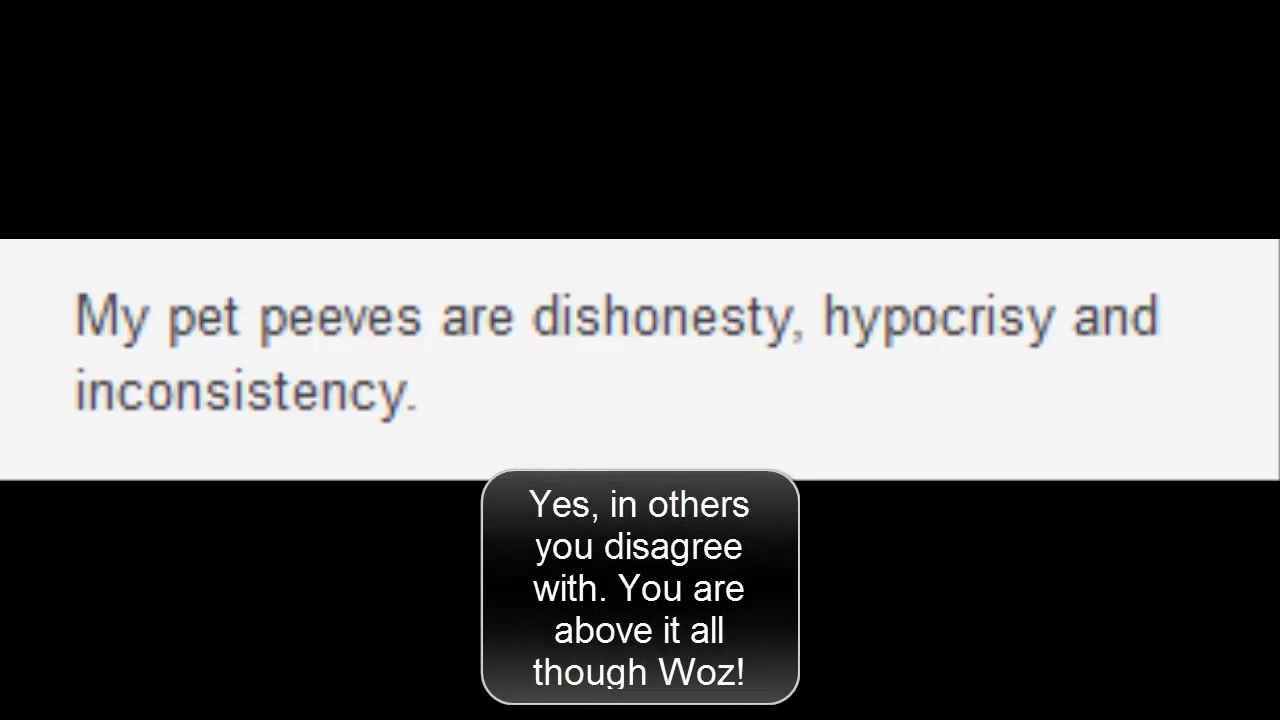 My pet peeves are dishonesty, hypocrisy and
inconsistency.
Yes, in others
you disagree
with. You are
above it all
though Woz!